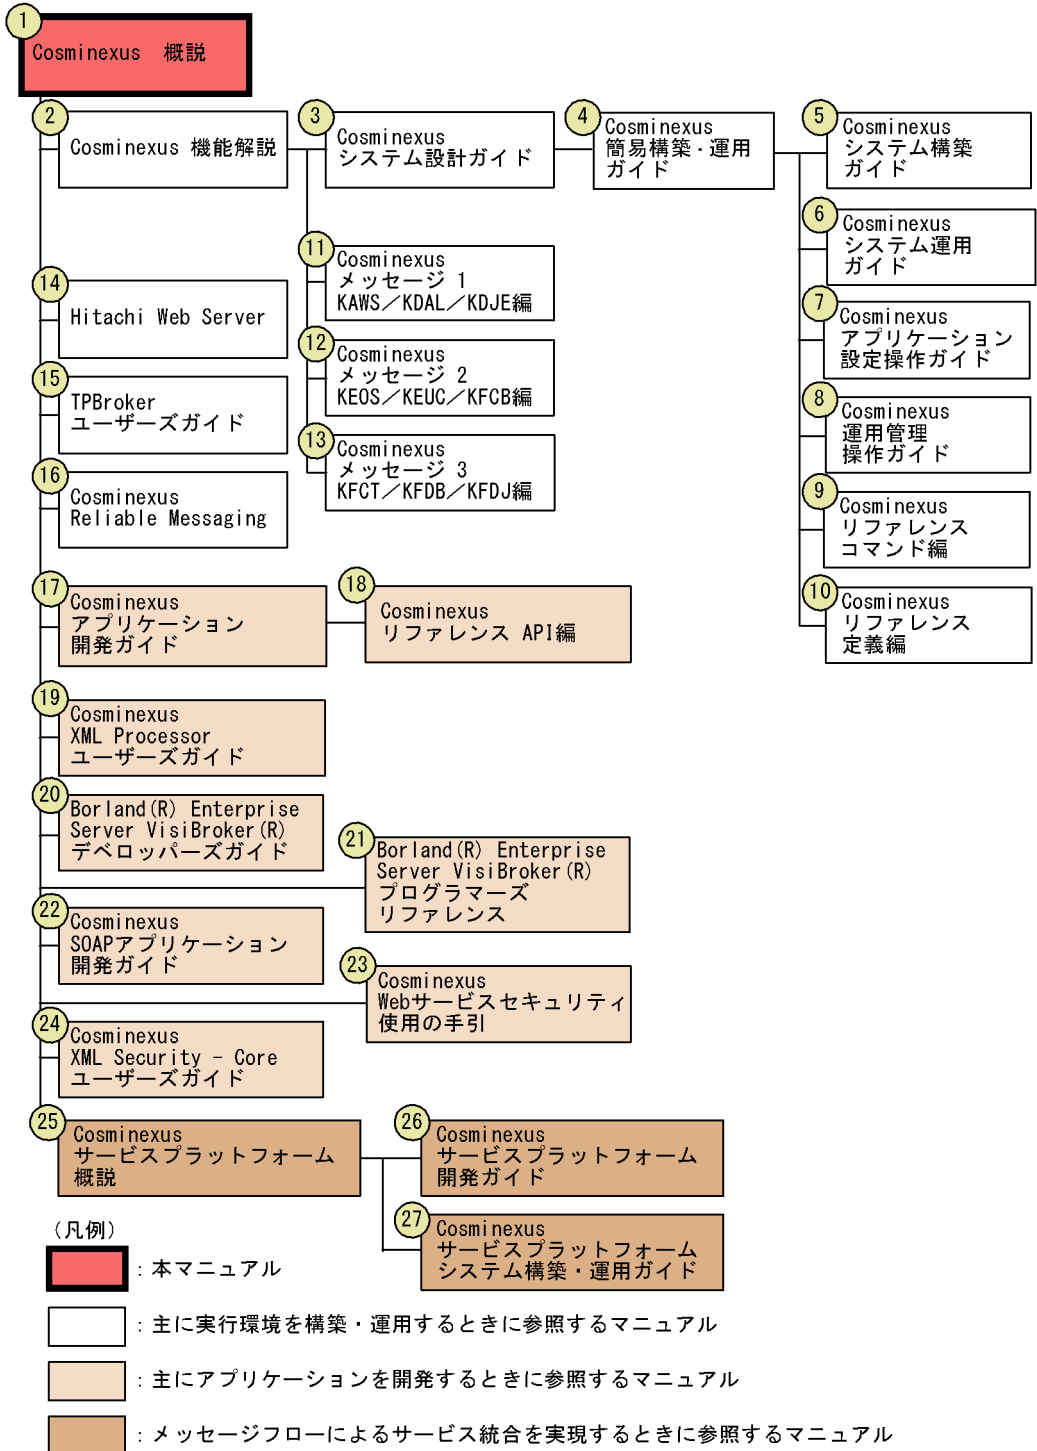 1
Cosminexus 概説
2
Cosminexus 機能解説
3
Cosminexus
システム設計ガイド
4
Cosminexus
簡易構築・運用
ガイド
5
Cosminexus
システム構築
ガイド
6
Cosminexus
システム運用
ガイド
7
Cosminexus
アプリケーション
設定操作ガイド
8
Cosminexus
運用管理
操作ガイド
9
Cosminexus
リファレンス
コマンド編
10
Cosminexus
リファレンス
定義編
11
Cosminexus
メッセージ 1
KAWS／KDAL／KDJE編
12
Cosminexus
メッセージ 2
KEOS／KEUC／KFCB編
13
Cosminexus
メッセージ 3
KFCT／KFDB／KFDJ編
14
Hitachi Web Server
15
TPBroker
ユーザーズガイド
16
Cosminexus
Reliable Messaging
17
Cosminexus
アプリケーション
開発ガイド
18
Cosminexus
リファレンス API編
19
Cosminexus
XML Processor
ユーザーズガイド
20
Borland(R) Enterprise
Server VisiBroker(R)
デベロッパーズガイド
21
Borland(R) Enterprise
Server VisiBroker(R)
プログラマーズ
リファレンス
22
Cosminexus
SOAPアプリケーション
開発ガイド
23
Cosminexus
Webサービスセキュリティ
使用の手引
24
Cosminexus
XML Security － Core
ユーザーズガイド
25
Cosminexus
サービスプラットフォーム
概説
26
Cosminexus
サービスプラットフォーム
開発ガイド
27
Cosminexus
サービスプラットフォーム
システム構築・運用ガイド
（凡例）
：本マニュアル
：主に実行環境を構築・運用するときに参照するマニュアル
：主にアプリケーションを開発するときに参照するマニュアル
：メッセージフローによるサービス統合を実現するときに参照するマニュアル